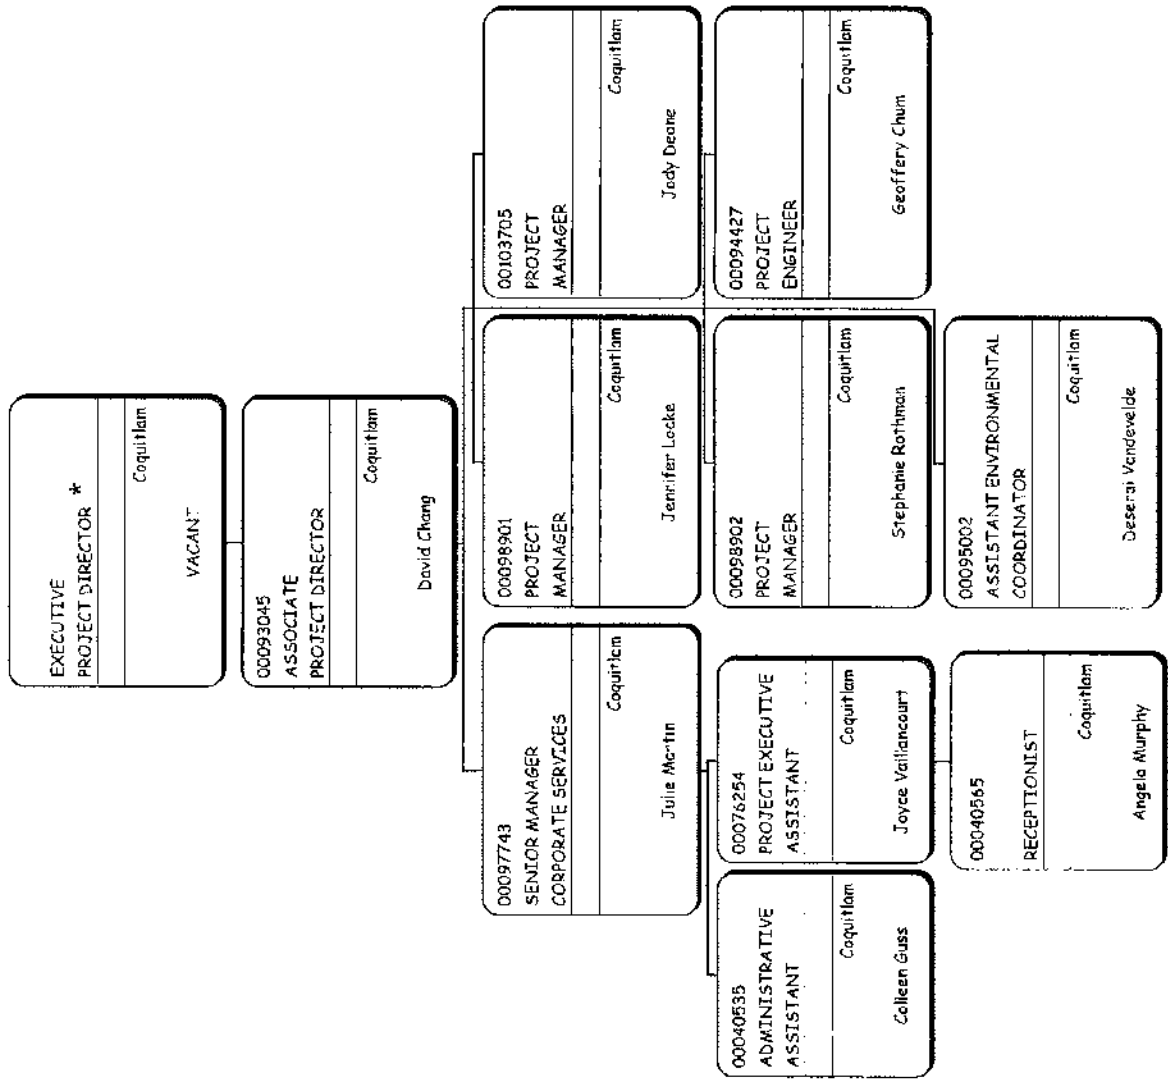 EXECUTIVE
PROJECT DIRECTOR *
Coquitlam
VACANT
00093045
ASSOCIATE
PROJECT DIRECTOR
Coquitlam
David Chang
00097743
SENIOR MANAGER
CORPORATE SERVICES
Coquitlam
Julie Martin
00098901
PROJECT
MANAGER
Coquitlam
Jennifer Locke
00103705
PROJECT
MANAGER
Coquitlam
Jody Deane
00040535
ADMINISTRATIVE
ASSISTANT
Coquitlam
Colleen Guss
00076254
PROJECT EXECUTIVE
ASSISTANT
Coquitlam
Joyce Vailiancourt
00098902
PROJECT
MANAGER
Coquitlam
Stephanie Rothman
00094427
PROJECT
ENGINEER
Coquitlam
Geoffery Chum
00040565
RECEPTIONIST
Coquitlam
Angela Murphy
00095002
ASSISTANT ENVIRONMENTAL
COORDINATOR
Coquitlam
Deserai Vandevelde